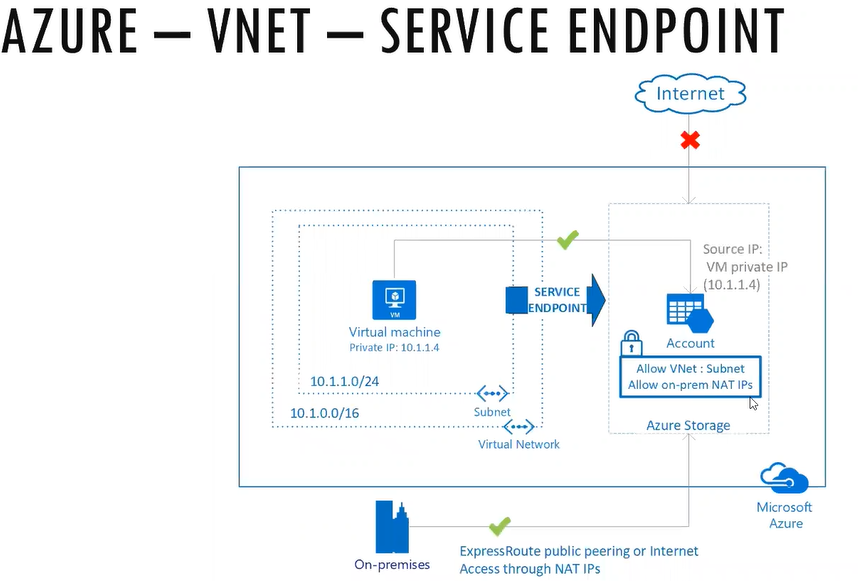 AZURE – VNET – SERVICE ENDPOINT
Internet
Source IP:
VM private IP
(10.1.1.4)
VM
SERVICE
ENDPOINT
Virtual machine
Private IP: 10.1.1.4
Account
Allow VNet : Subnet
Allow on-prem NAT IPs
10.1.1.0/24
Subnet
10.1.0.0/16
Virtual Network
Azure Storage
Microsoft
Azure
On-premises
ExpressRoute public peering or Internet
Access through NAT IPs